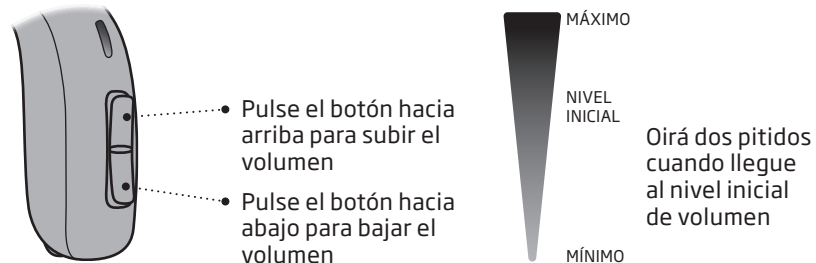 Pulse el botón hacia
arriba para subir el
volumen
Pulse el botón hacia
abajo para bajar el
volumen
MÁXIMO
NIVEL
INICIAL
MÍNIMO
Oirá dos pitidos
cuando llegue
al nivel inicial
de volumen